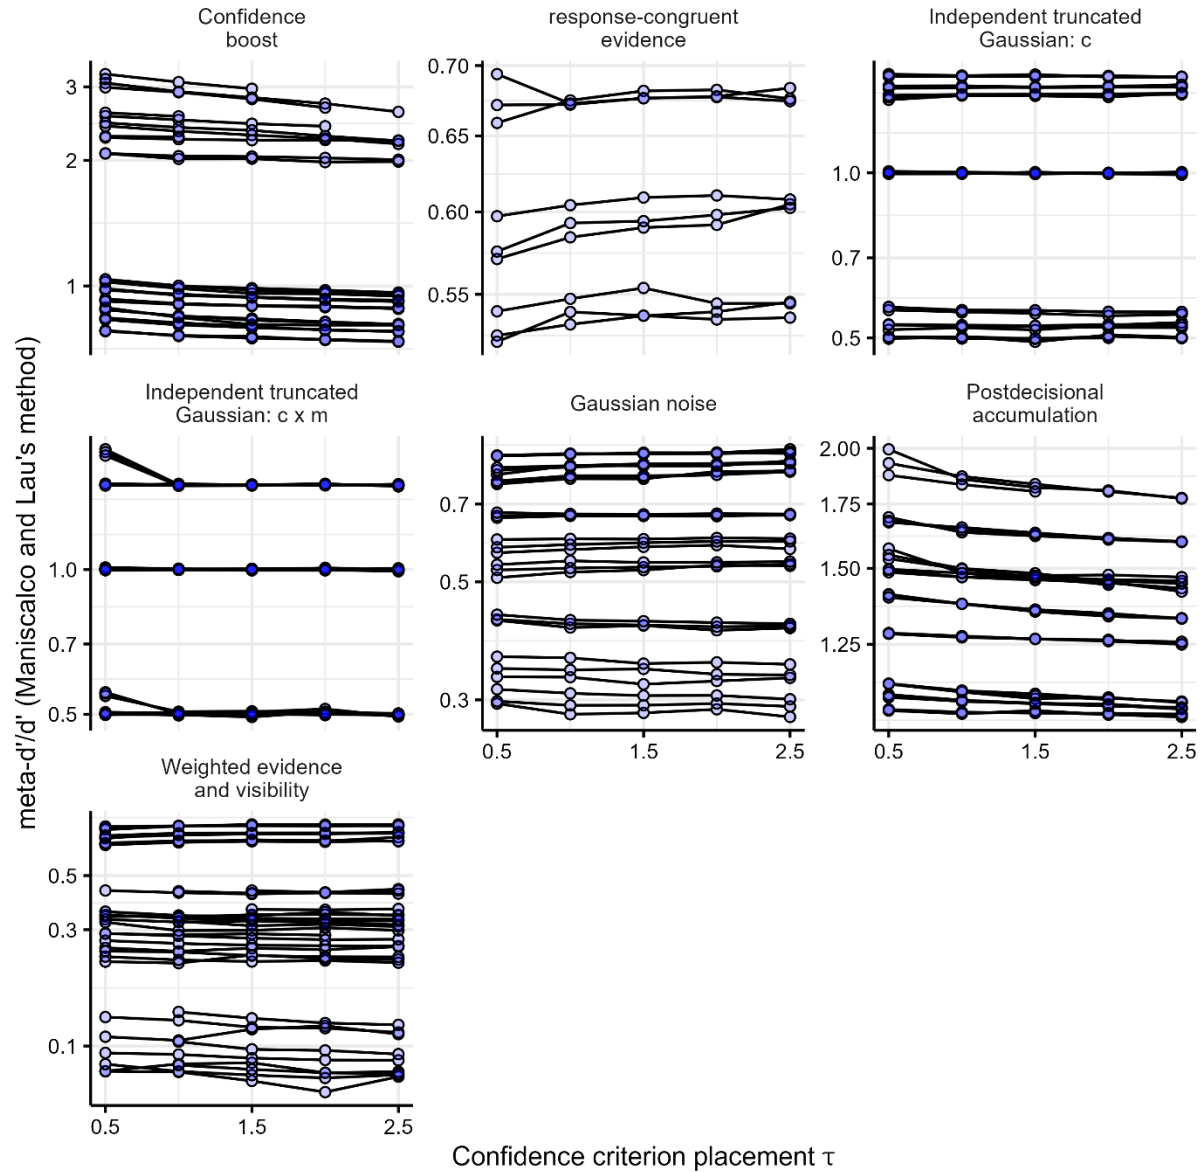 Confidence
boost
response-congruent
evidence
Independent truncated
Gaussian: c
3
2
1
0.70
0.65
0.60
0.55
1.0
0.7
0.5
Independent truncated
Gaussian: c x m
Gaussian noise
Postdecisional
accumulation
1.0
0.7
0.5
0.7
0.5
0.3
0.5
1.5
2.5
2.00
1.75
1.50
1.25
0.5
1.5
2.5
Weighted evidence
and visibility
0.5
0.3
0.1
0.5
1.5
2.5
meta-d'/d' (Maniscalco and Lau's method)
Confidence criterion placement τ